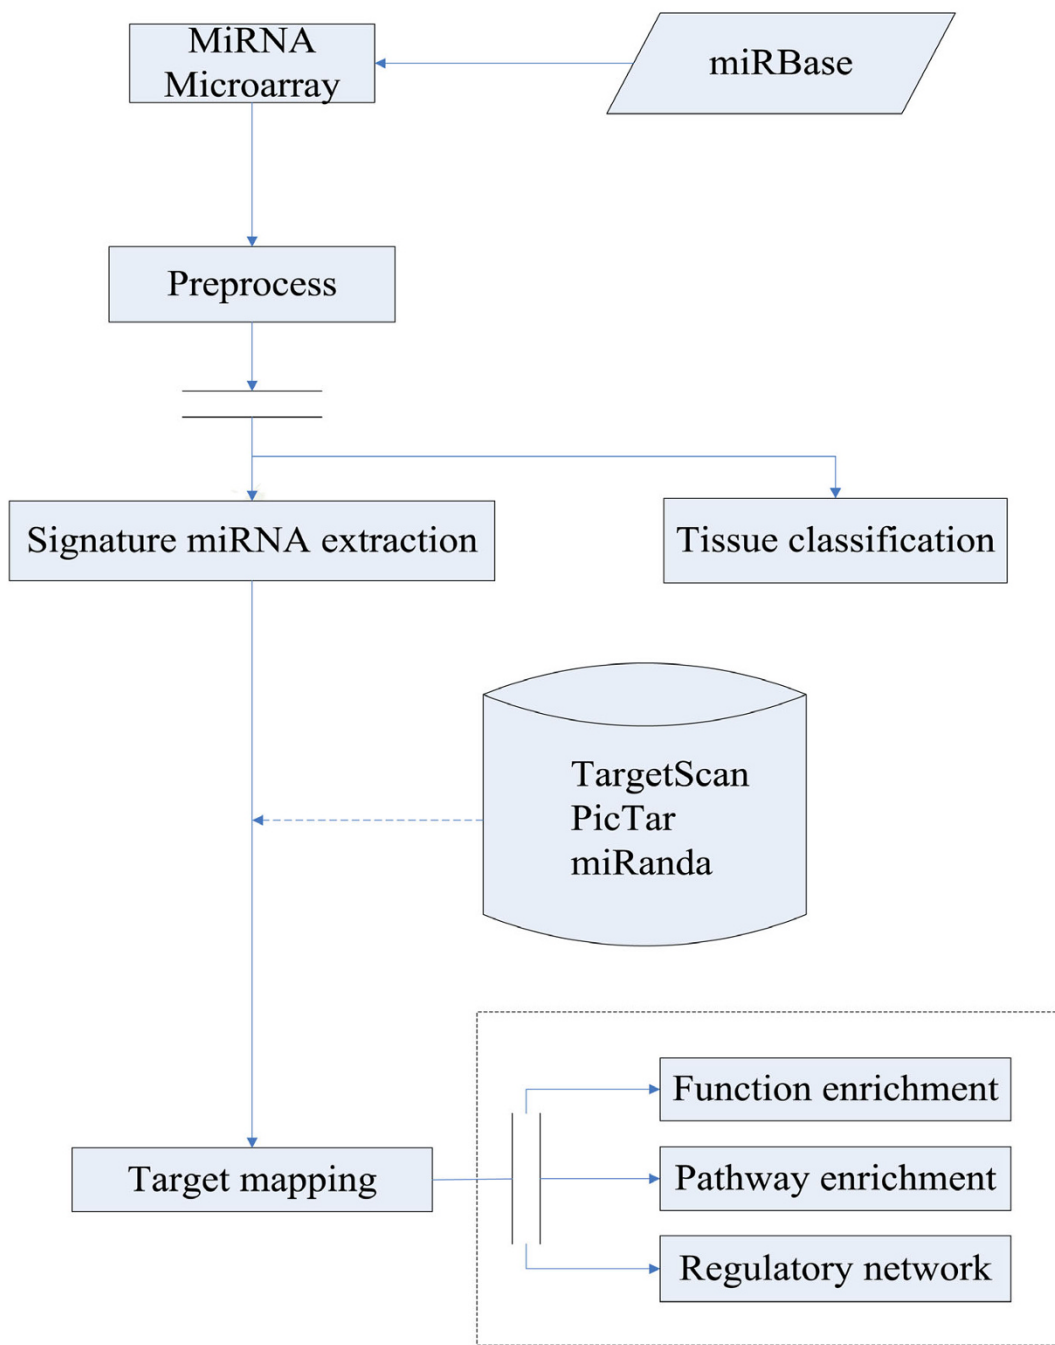 MiRNA
Microarray
miRBase
Preprocess
Signature miRNA extraction
Tissue classification
TargetScan
PicTar
miRanda
Function enrichment
Target mapping
Pathway enrichment
Regulatory network